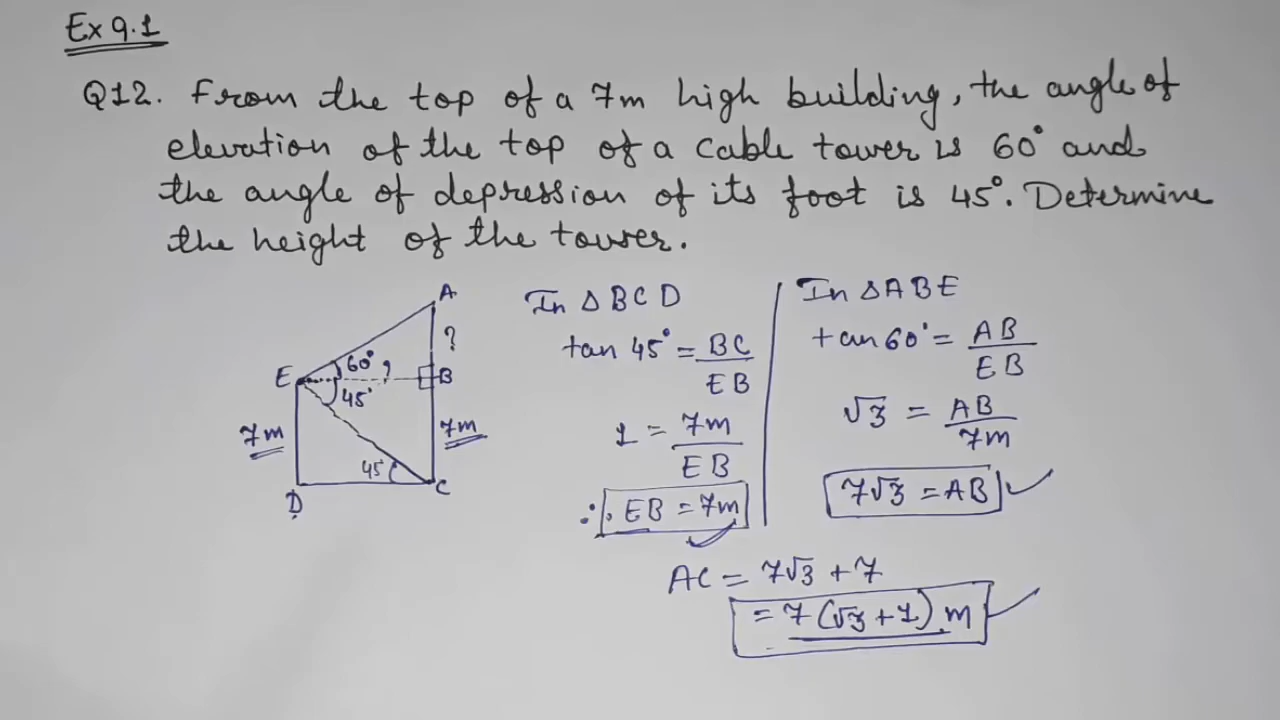 Ex 9.1
Q12. From the top of a 7m high building, the angle of
elevation of the top of a cable tower is 60° and
the angle of depression of its foot is 45°. Determine
the height of the tower.
A
?
E 60° ? B
45°
7m 7m
45
D C
In △BCD
tan 45° = BC/EB
1 = 7m/EB
∴ EB = 7m
In △ABE
tan 60° = AB/EB
√3 = AB/7m
7√3 = AB
AC = 7√3 + 7
= 7(√3+1) m